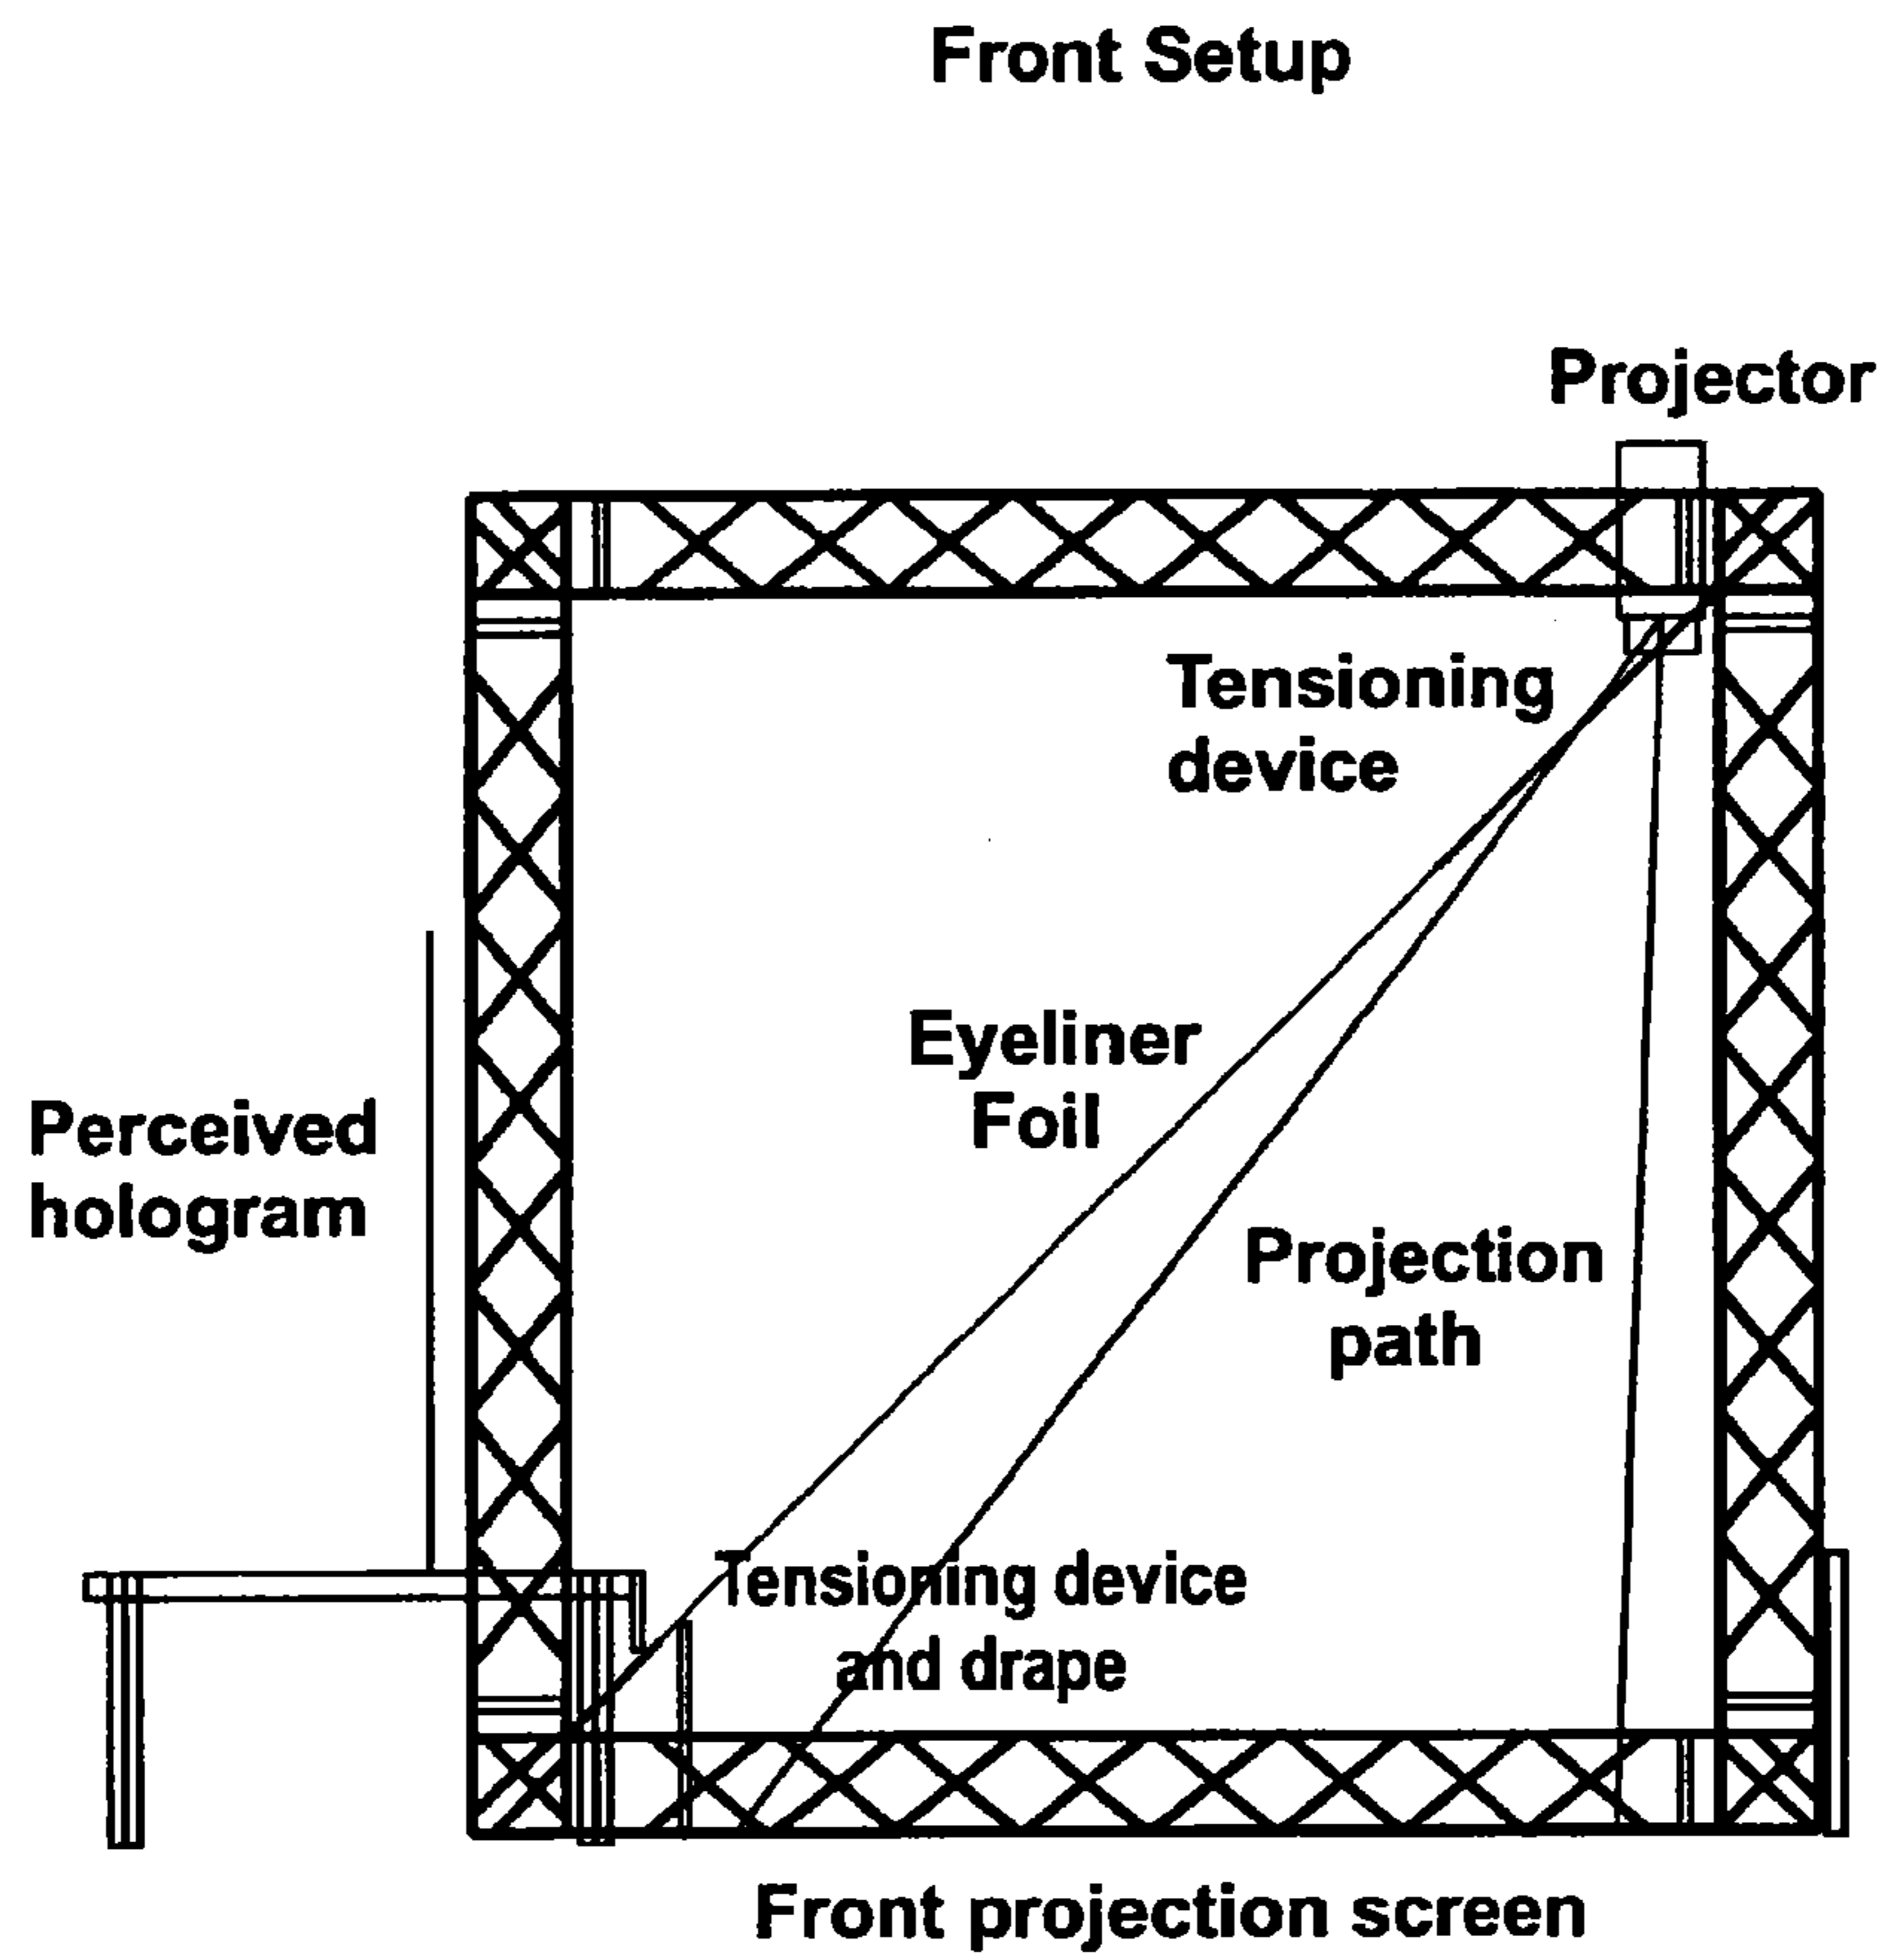 Front Setup
Projector
Tensioning
device
Eyeliner
Foil
Perceived
hologram
Projection
path
Tensioning device
and drape
Front projection screen